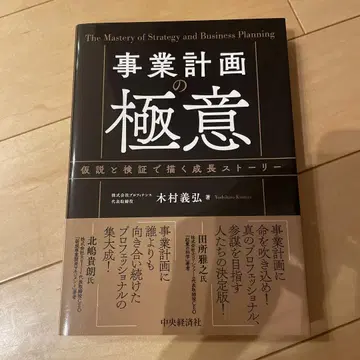 The Mastery of Strategy and Business Planning
事業計画
の
極意
仮説と検証で描く成長ストーリー
株式会社プロフィナンス
代表取締役
木村義弘 著
Yoshihiro Kimura
事業計画に
命を吹き込め!
真のプロフェッショナル、
参謀を目指す
人たちの決定版!
田所雅之氏
事業計画に
誰よりも
向き合い続けた
プロフェッショナルの
集大成!
北嶋貴朗氏
中央経済社